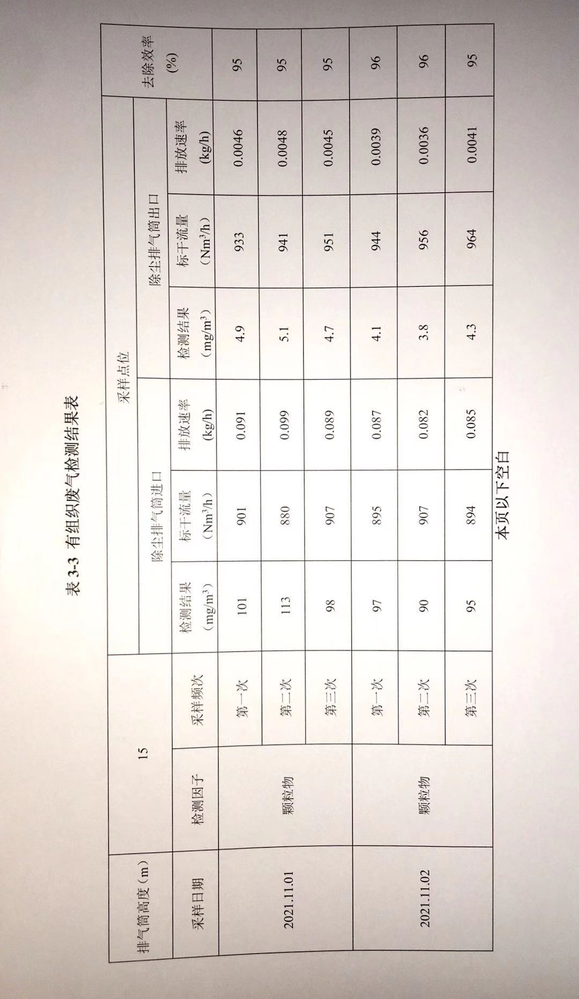 表 3-3 有组织废气检测结果表
排气筒高度（m） 15 采样点位 去除效率 (%)
除尘排气筒进口 除尘排气筒出口
采样日期 检测因子 采样频次 检测结果（mg/m³） 标干流量（Nm³/h） 排放速率 (kg/h) 检测结果（mg/m³） 标干流量（Nm³/h） 排放速率 (kg/h)
2021.11.01 颗粒物 第一次 101 901 0.091 4.9 933 0.0046 95
第二次 113 880 0.099 5.1 941 0.0048 95
第三次 98 907 0.089 4.7 951 0.0045 95
2021.11.02 颗粒物 第一次 97 895 0.087 4.1 944 0.0039 96
第二次 90 907 0.082 3.8 956 0.0036 96
第三次 95 894 0.085 4.3 964 0.0041 95
本页以下空白